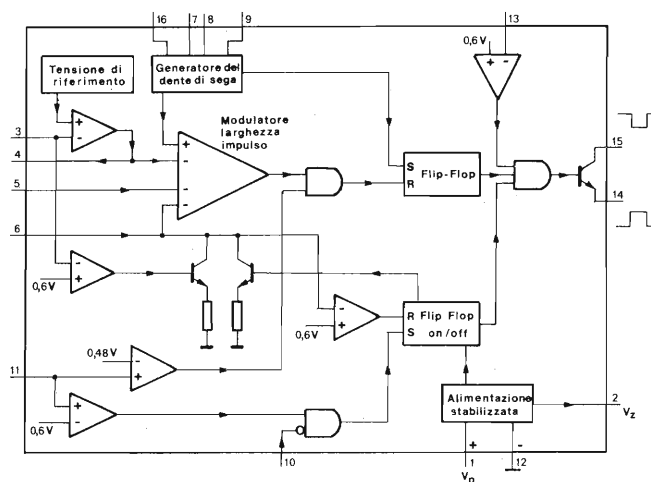 16 7 8 9 13
0,6V + -
Tensione di
riferimento
Generatore del
dente di sega
Modulatore
larghezza
impulso
3
+
-
4
5
6
+
-
-
-
S
R
Flip-Flop
15
14
-
+
0,6V
-
+
0,6V
R
S
Flip Flop
on/off
0,48V
-
+
11
+
-
0,6V
Alimentazione
stabilizzata
2
Vz
10
+
-
1
12
Vp